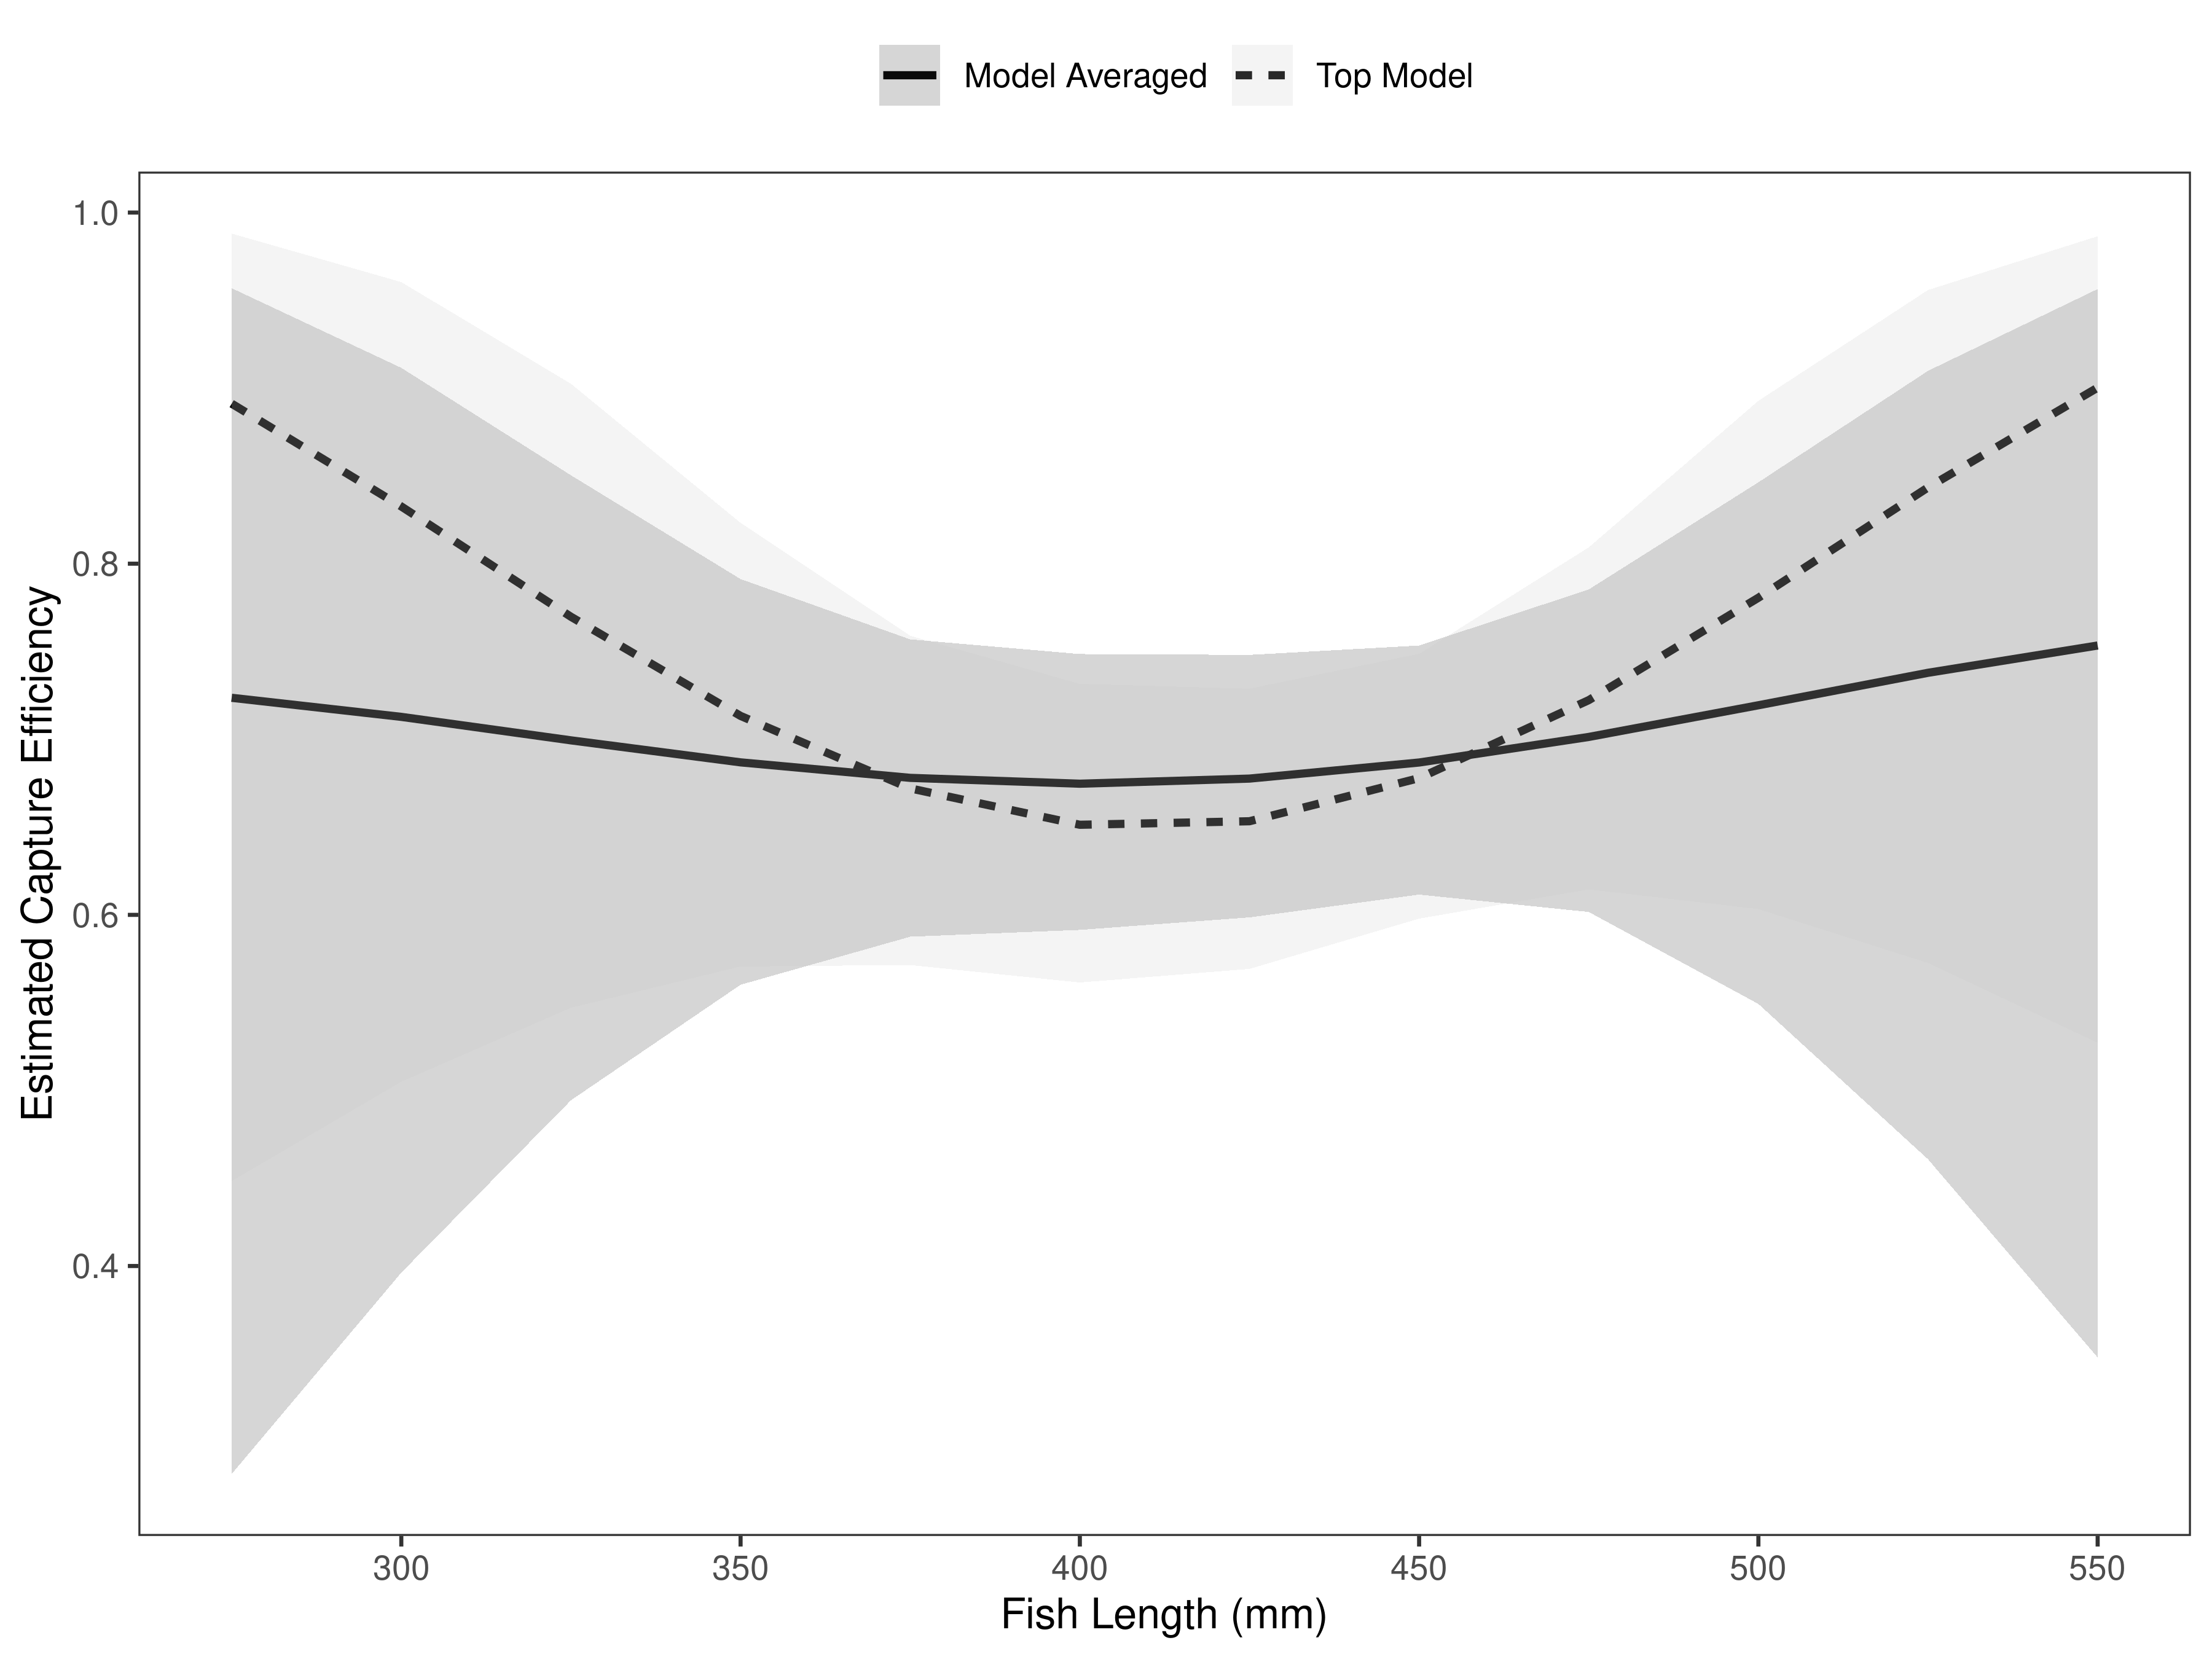 Model Averaged
Top Model
1.0
0.8
0.6
0.4
Estimated Capture Efficiency
300
350
400
450
500
550
Fish Length (mm)